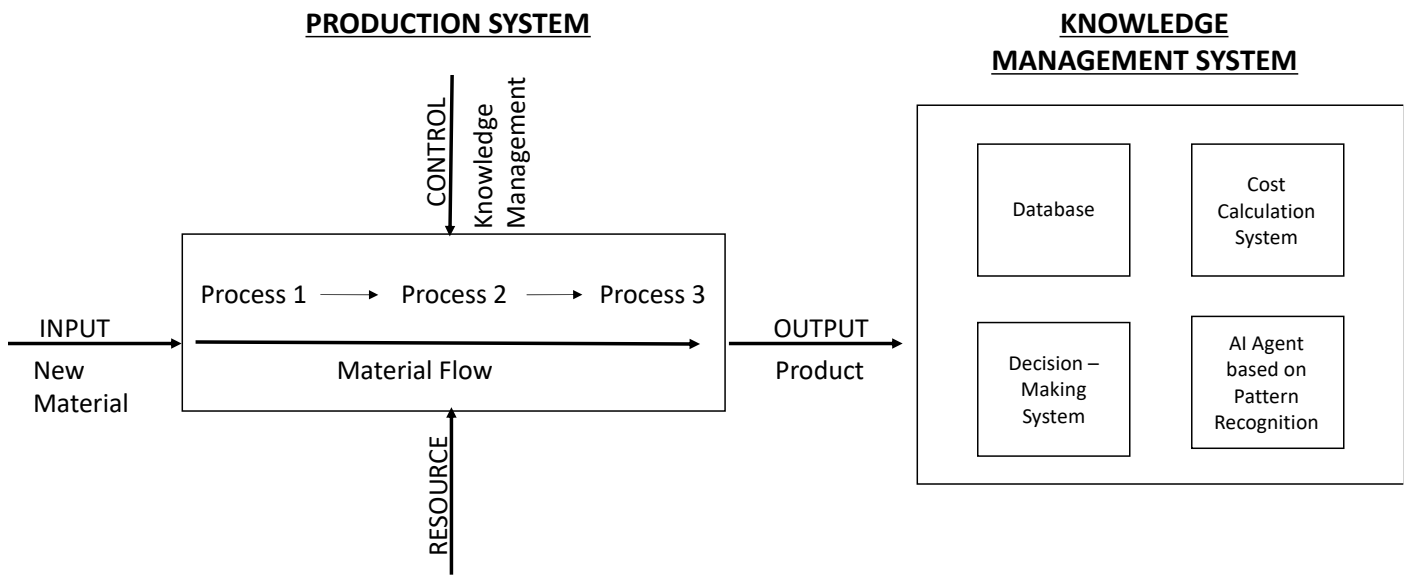 PRODUCTION SYSTEM
KNOWLEDGE
MANAGEMENT SYSTEM
CONTROL
Knowledge
Management
Process 1
Process 2
Process 3
INPUT
New
Material
Material Flow
OUTPUT
Product
RESOURCE
Database
Cost
Calculation
System
Decision –
Making
System
AI Agent
based on
Pattern
Recognition